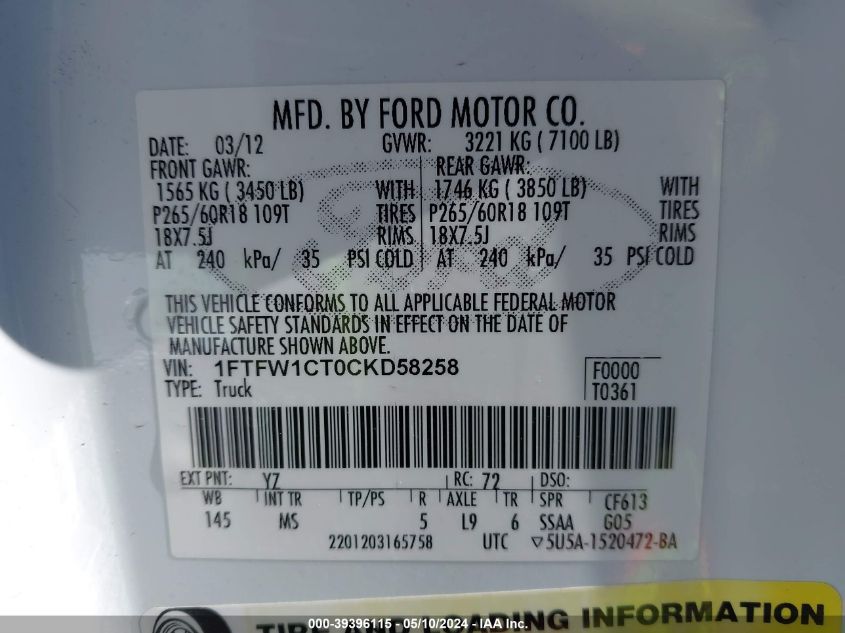 MFD. BY FORD MOTOR CO.
DATE: 03/12 GVWR: 3221 KG ( 7100 LB)
FRONT GAWR: REAR GAWR:
1565 KG ( 3450 LB) WITH 1746 KG ( 3850 LB) WITH
P265/60R18 109T TIRES P265/60R18 109T TIRES
18X7.5J RIMS 18X7.5J RIMS
AT 240 kPa/ 35 PSI COLD AT 240 kPa/ 35 PSI COLD
THIS VEHICLE CONFORMS TO ALL APPLICABLE FEDERAL MOTOR
VEHICLE SAFETY STANDARDS IN EFFECT ON THE DATE OF
MANUFACTURE SHOWN ABOVE.
VIN: 1FTFW1CT0CKD58258 F0000
TYPE: Truck T0361
EXT PNT: YZ RC: 72 DSO:
WB INT TR TP/PS R AXLE TR SPR CF613
145 MS 5 L9 6 SSAA G05
2201203165758 UTC ▽5U5A-1520472-BA
TIRE AND LOADING INFORMATION
000-39396115 - 05/10/2024 - IAA Inc.